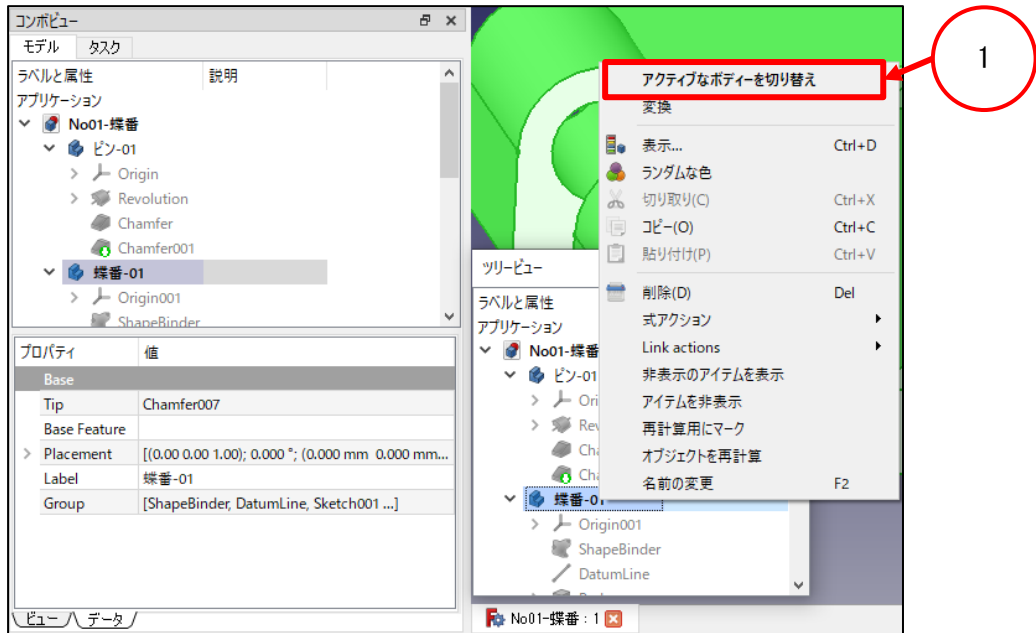 コンボビュー
モデル タスク
ラベルと属性 説明
アプリケーション
No01-蝶番
ピン-01
Origin
Revolution
Chamfer
Chamfer001
蝶番-01
Origin001
ShapeBinder
プロパティ 値
Base
Tip Chamfer007
Base Feature
Placement [(0.00 0.00 1.00); 0.000 °; (0.000 mm 0.000 mm...
Label 蝶番-01
Group [ShapeBinder, DatumLine, Sketch001 ...]
ビュー データ
アクティブなボディーを切り替え
変換
表示... Ctrl+D
ランダムな色
切り取り(C) Ctrl+X
コピー(O) Ctrl+C
貼り付け(P) Ctrl+V
削除(D) Del
式アクション
Link actions
非表示のアイテムを表示
アイテムを非表示
再計算用にマーク
オブジェクトを再計算
名前の変更 F2
ツリービュー
ラベルと属性
アプリケーション
No01-蝶番
ピン-01
Ori
Rev
Cha
Cha
蝶番-01
Origin001
ShapeBinder
DatumLine
No01-蝶番 : 1
1